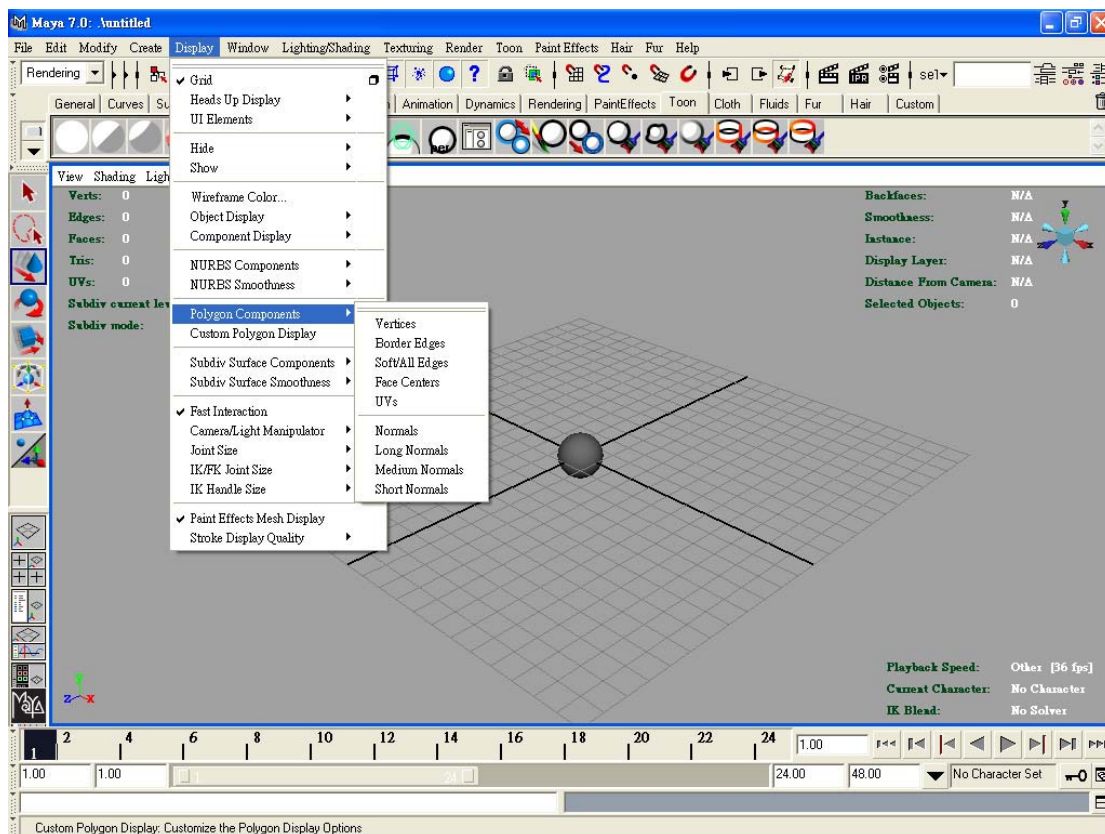 Maya 7.0: .\untitled
File Edit Modify Create Display Window Lighting/Shading Texturing Render Toon Paint Effects Hair Fur Help
Rendering
sel
General Curves Su
Animation Dynamics Rendering PaintEffects Toon Cloth Fluids Fur Hair Custom
IPR
per
View Shading Ligh
Grid
Heads Up Display
UI Elements
Hide
Show
Wireframe Color...
Object Display
Component Display
NURBS Components
NURBS Smoothness
Polygon Components
Custom Polygon Display
Subdiv Surface Components
Subdiv Surface Smoothness
Fast Interaction
Camera/Light Manipulator
Joint Size
IK/FK Joint Size
IK Handle Size
Paint Effects Mesh Display
Stroke Display Quality
Vertices
Border Edges
Soft/All Edges
Face Centers
UVs
Normals
Long Normals
Medium Normals
Short Normals
Verts: 0
Edges: 0
Faces: 0
Tris: 0
UVs: 0
Subdiv current lev
Subdiv mode:
Backfaces: N/A
Smoothness: N/A
Instance: N/A
Display Layer: N/A
Distance From Camera: N/A
Selected Objects: 0
y
z x
Playback Speed: Other [36 fps]
Current Character: No Character
IK Blend: No Solver
MAYA
1 2 4 6 8 10 12 14 16 18 20 22 24 1.00
1.00 1.00 1 24 24.00 48.00 No Character Set
Custom Polygon Display: Customize the Polygon Display Options